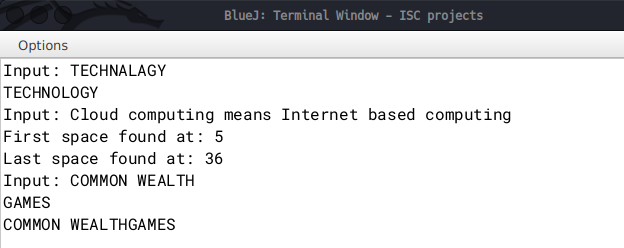 BlueJ: Terminal Window – ISC projects
Options
Input: TECHNALAGY
TECHNOLOGY
Input: Cloud computing means Internet based computing
First space found at: 5
Last space found at: 36
Input: COMMON WEALTH
GAMES
COMMON WEALTHGAMES